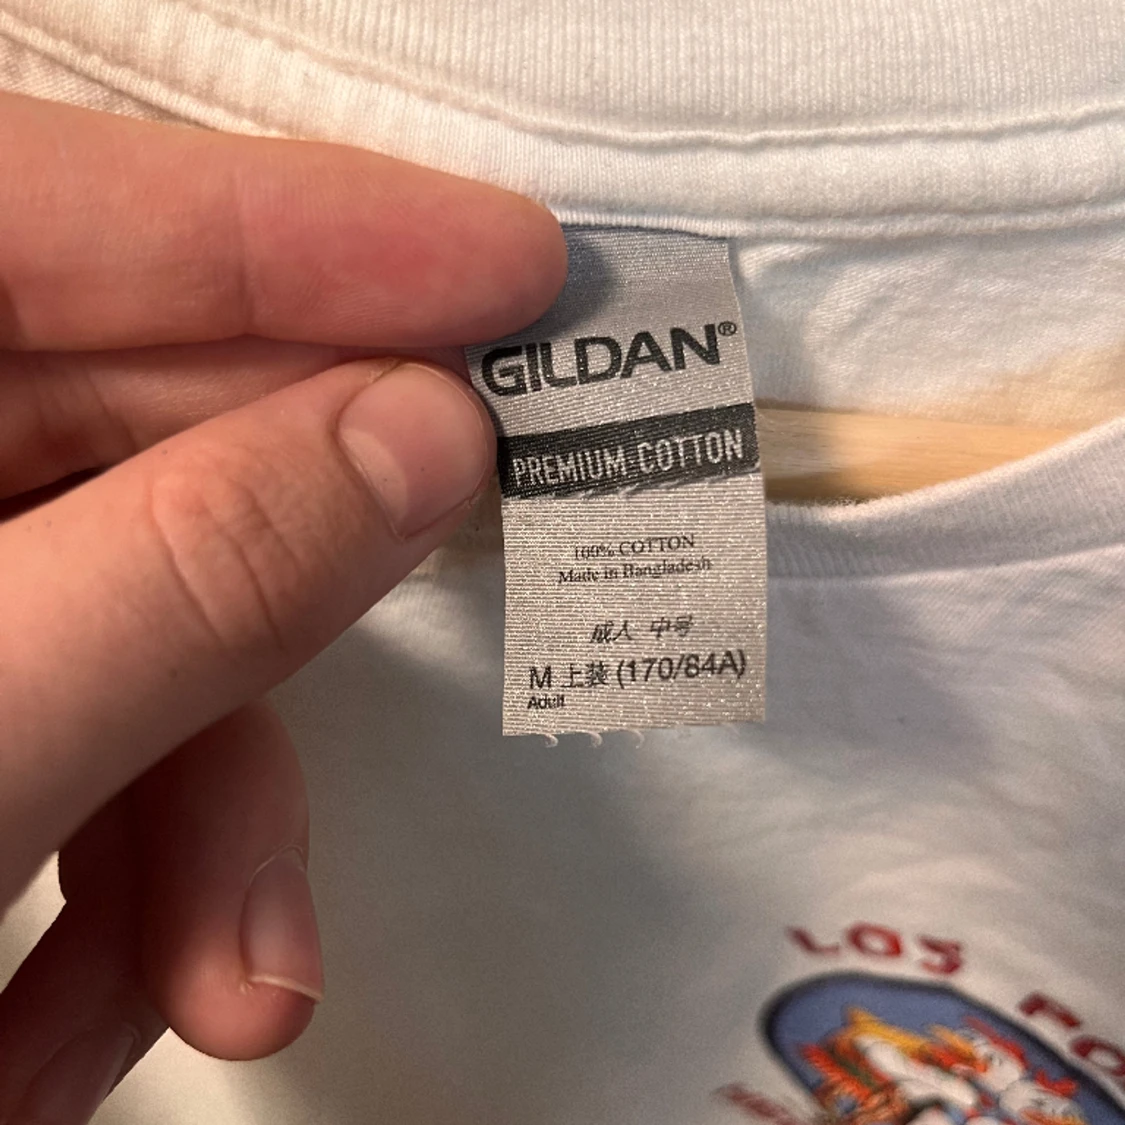 GILDAN®
PREMIUM COTTON
100% COTTON
Made in Bangladesh
成人 中号
M 上装 (170/84A)
Adult
LOS